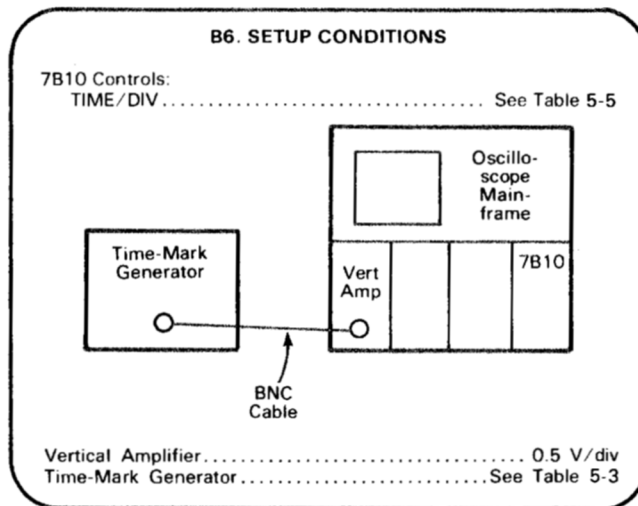 B6. SETUP CONDITIONS
7B10 Controls:
TIME/DIV.................................. See Table 5-5
Oscillo-
scope
Main-
frame
Time-Mark
Generator
Vert
Amp
7B10
BNC
Cable
Vertical Amplifier.................................. 0.5 V/div
Time-Mark Generator..........................See Table 5-3